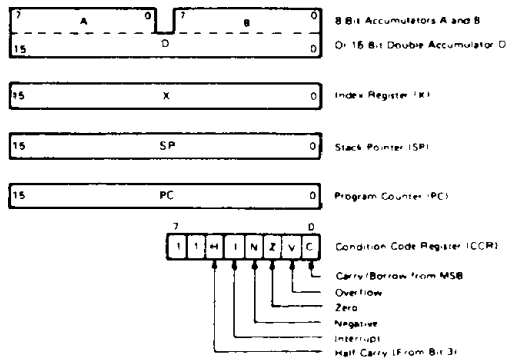 7 A 0 7 B 0 8 Bit Accumulators A and B
15 D 0 Or 16 Bit Double Accumulator D
15 X 0 Index Register (X)
15 SP 0 Stack Pointer (SP)
15 PC 0 Program Counter (PC)
7 0
1 1 H I N Z V C Condition Code Register (CCR)
Carry/Borrow from MSB
Overflow
Zero
Negative
Interrupt
Half Carry (From Bit 3)